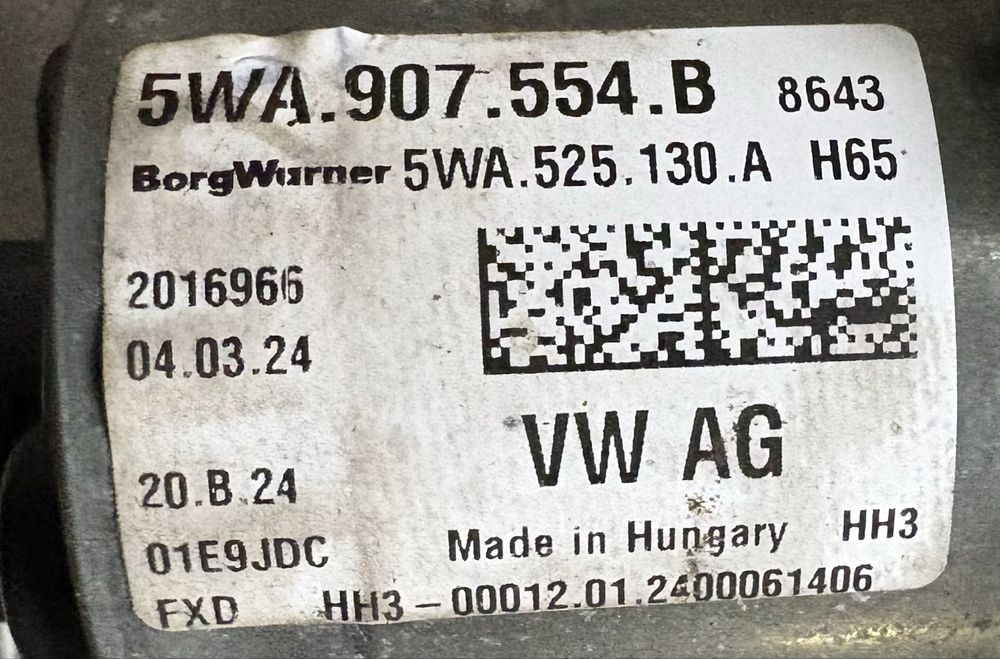 5WA.907.554.B 8643
BorgWarner 5WA.525.130.A H65
2016966
04.03.24
VW AG
20.B.24
01E9JDC Made in Hungary HH3
FXD HH3-00012.01.2400061406